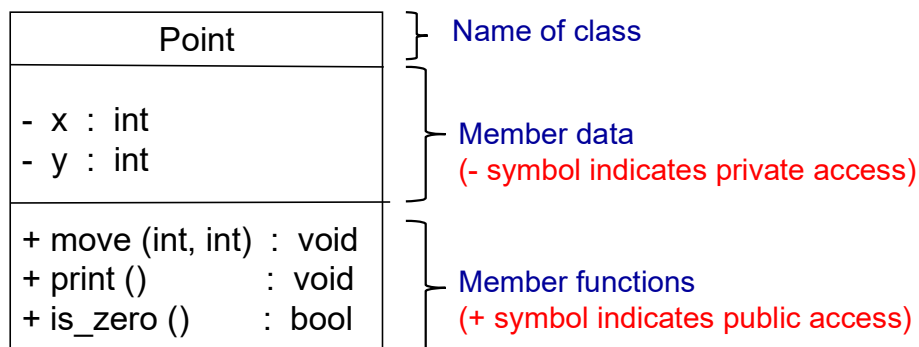 Point
Name of class
- x : int
- y : int
Member data
(- symbol indicates private access)
+ move (int, int) : void
+ print () : void
+ is_zero () : bool
Member functions
(+ symbol indicates public access)